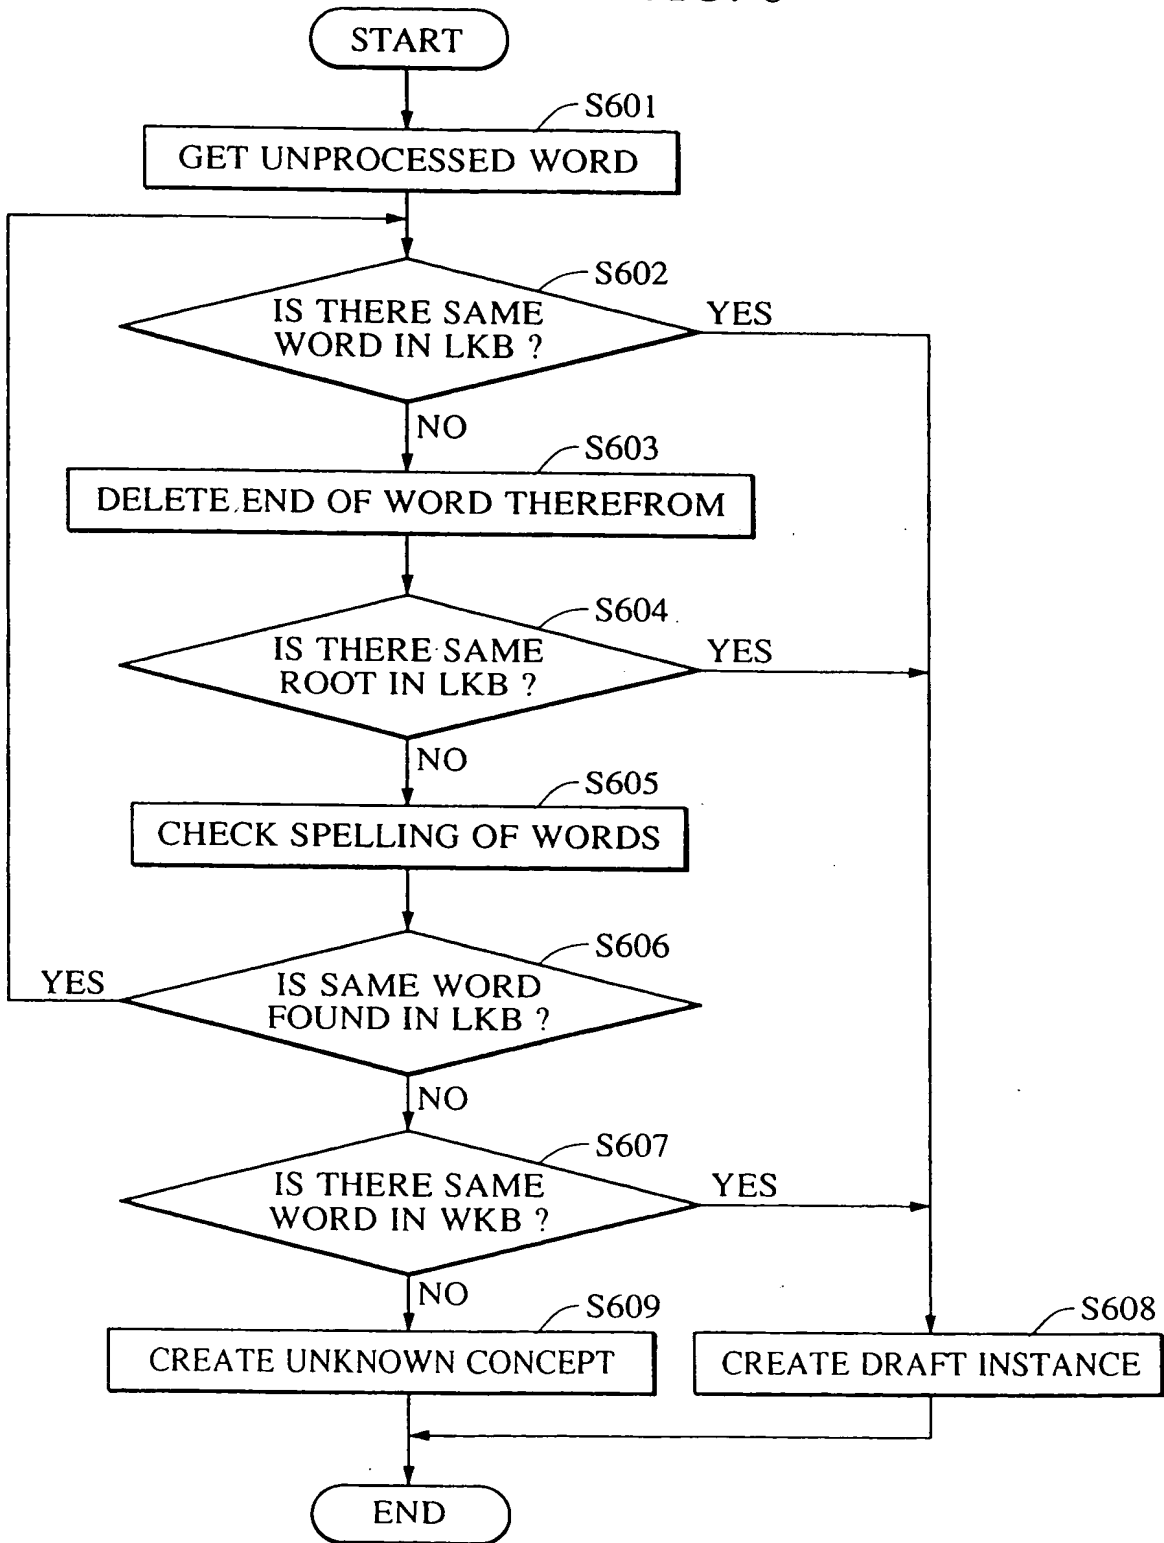 START
S601
GET UNPROCESSED WORD
S602
IS THERE SAME
WORD IN LKB ?
YES
NO
S603
DELETE END OF WORD THEREFROM
S604
IS THERE SAME
ROOT IN LKB ?
YES
NO
S605
CHECK SPELLING OF WORDS
S606
YES
IS SAME WORD
FOUND IN LKB ?
NO
S607
IS THERE SAME
WORD IN WKB ?
YES
NO
S609
CREATE UNKNOWN CONCEPT
S608
CREATE DRAFT INSTANCE
END